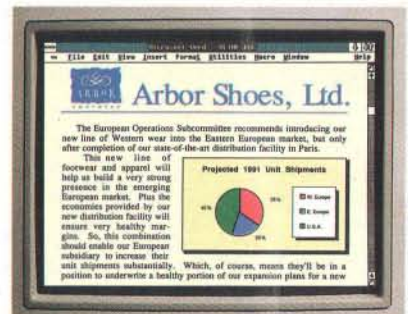 Microsoft Word -
File Edit View Insert Format Utilities Macro Window Help
ARBOR
Arbor Shoes, Ltd.
The European Operations Subcommittee recommends introducing our
new line of Western wear into the Eastern European market, but only
after completion of our state-of-the-art distribution facility in Paris.
This new line of
footwear and apparel will
help us build a very strong
presence in the emerging
European market. Plus the
economies provided by our
new distribution facility will
ensure very healthy mar-
gins. So, this combination
should enable our European
subsidiary to increase their
unit shipments substantially. Which, of course, means they'll be in a
position to underwrite a healthy portion of our expansion plans for a new
Projected 1991 Unit Shipments
W. Europe
E. Europe
U.S.A.